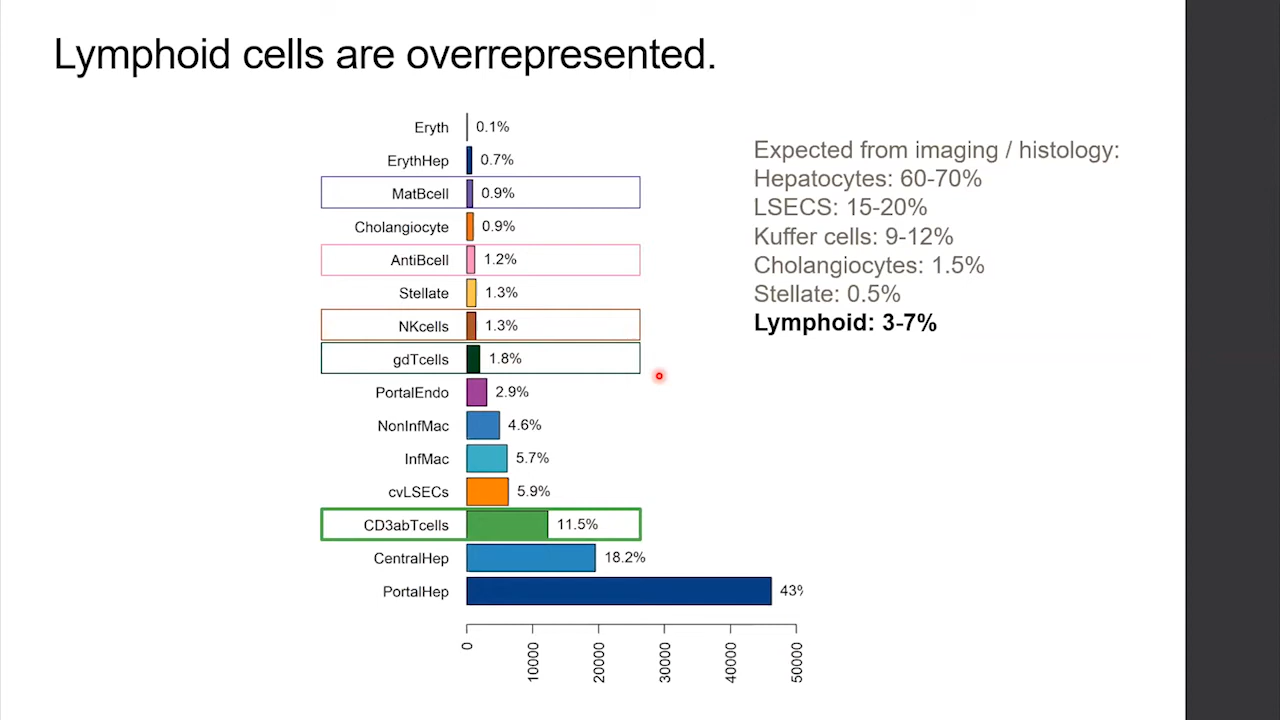 Lymphoid cells are overrepresented.
Eryth 0.1%
ErythHep 0.7%
MatBcell 0.9%
Cholangiocyte 0.9%
AntiBcell 1.2%
Stellate 1.3%
NKcells 1.3%
gdTcells 1.8%
PortalEndo 2.9%
NonInfMac 4.6%
InfMac 5.7%
cvLSECs 5.9%
CD3abTcells 11.5%
CentralHep 18.2%
PortalHep 43%
0 10000 20000 30000 40000 50000
Expected from imaging / histology:
Hepatocytes: 60-70%
LSECS: 15-20%
Kuffer cells: 9-12%
Cholangiocytes: 1.5%
Stellate: 0.5%
Lymphoid: 3-7%